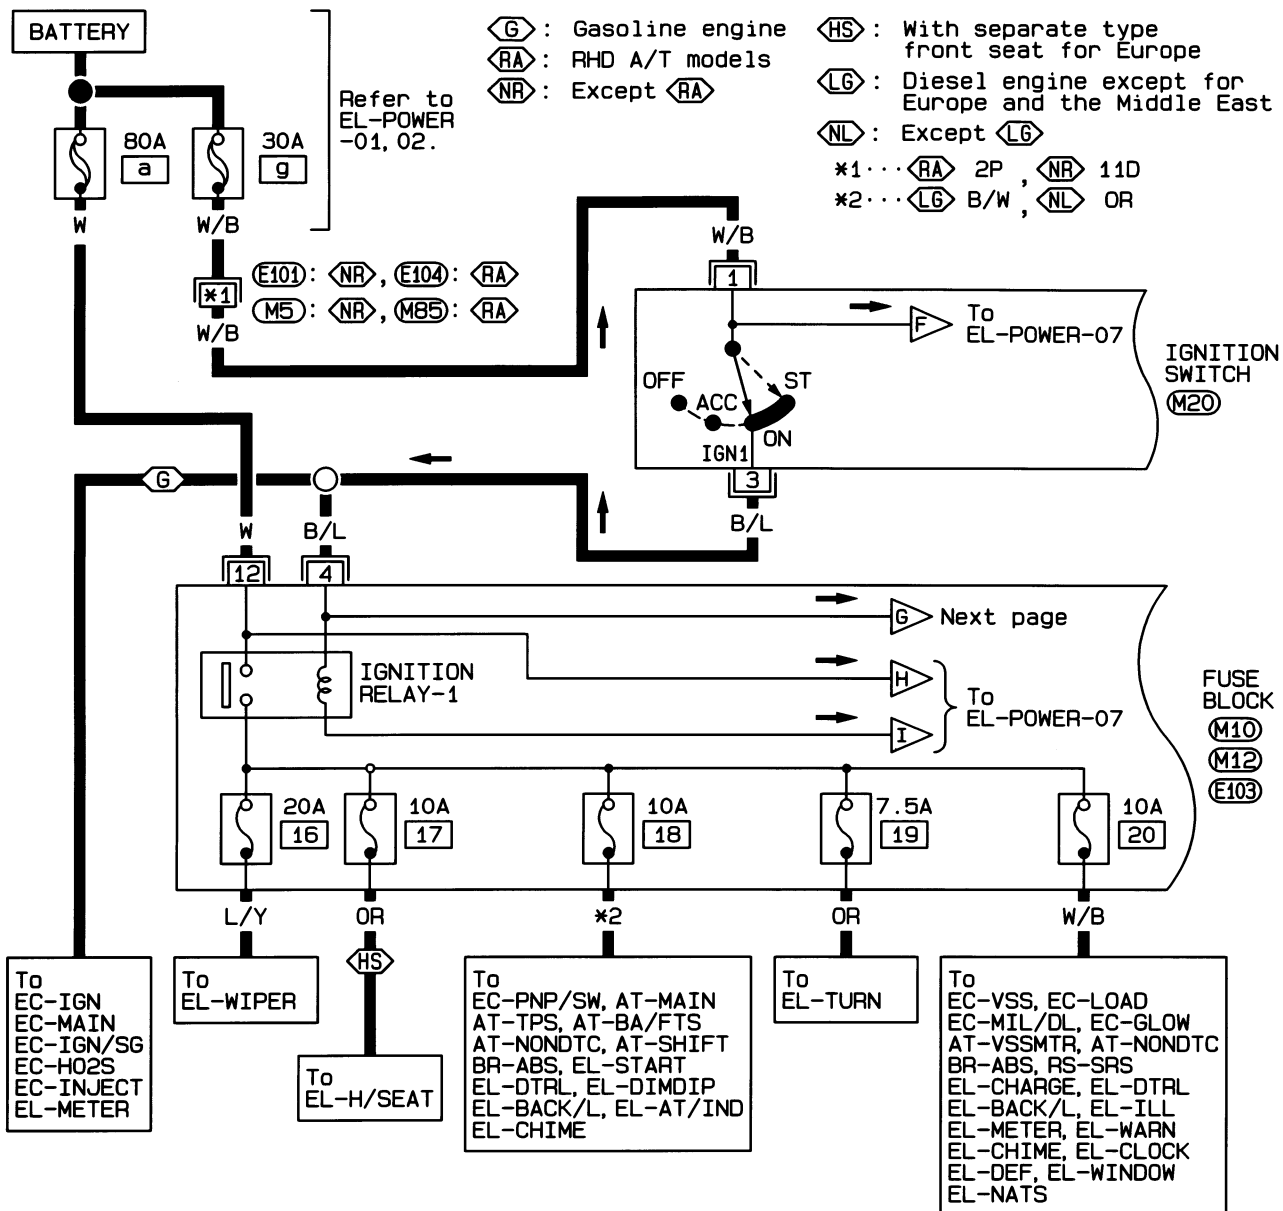 BATTERY
G : Gasoline engine
RA : RHD A/T models
NR : Except RA
HS : With separate type
front seat for Europe
LG : Diesel engine except for
Europe and the Middle East
NL : Except LG
*1··· RA 2P , NR 11D
*2··· LG B/W , NL OR
Refer to
EL-POWER
-01, 02.
80A
a
30A
g
W
W/B
*1
E101 : NR , E104 : RA
M5 : NR , M85 : RA
W/B
W/B
1
F
To
EL-POWER-07
OFF
ACC
ST
ON
IGN1
3
B/L
IGNITION
SWITCH
M20
G
W
B/L
12
4
G
Next page
H
I
To
EL-POWER-07
IGNITION
RELAY-1
FUSE
BLOCK
M10
M12
E103
20A
16
10A
17
10A
18
7.5A
19
10A
20
L/Y
OR
*2
OR
W/B
HS
To
EC-IGN
EC-MAIN
EC-IGN/SG
EC-HO2S
EC-INJECT
EL-METER
To
EL-WIPER
To
EL-H/SEAT
To
EC-PNP/SW, AT-MAIN
AT-TPS, AT-BA/FTS
AT-NONDTC, AT-SHIFT
BR-ABS, EL-START
EL-DTRL, EL-DIMDIP
EL-BACK/L, EL-AT/IND
EL-CHIME
To
EL-TURN
To
EC-VSS, EC-LOAD
EC-MIL/DL, EC-GLOW
AT-VSSMTR, AT-NONDTC
BR-ABS, RS-SRS
EL-CHARGE, EL-DTRL
EL-BACK/L, EL-ILL
EL-METER, EL-WARN
EL-CHIME, EL-CLOCK
EL-DEF, EL-WINDOW
EL-NATS